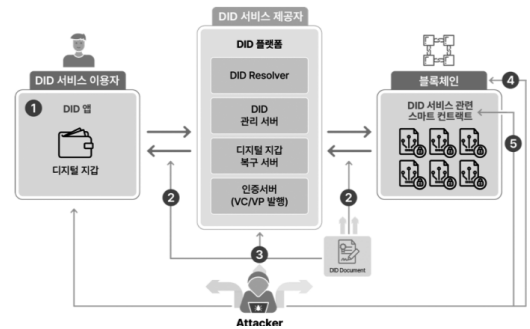 DID 서비스 제공자
DID 플랫폼
DID 서비스 이용자
블록체인
4
DID Resolver
1
DID 앱
DID 서비스 관련
스마트 컨트랙트
DID
관리 서버
5
디지털 지갑
디지털 지갑
복구 서버
2
2
인증서버
(VC/VP 발행)
3
DID Document
Attacker